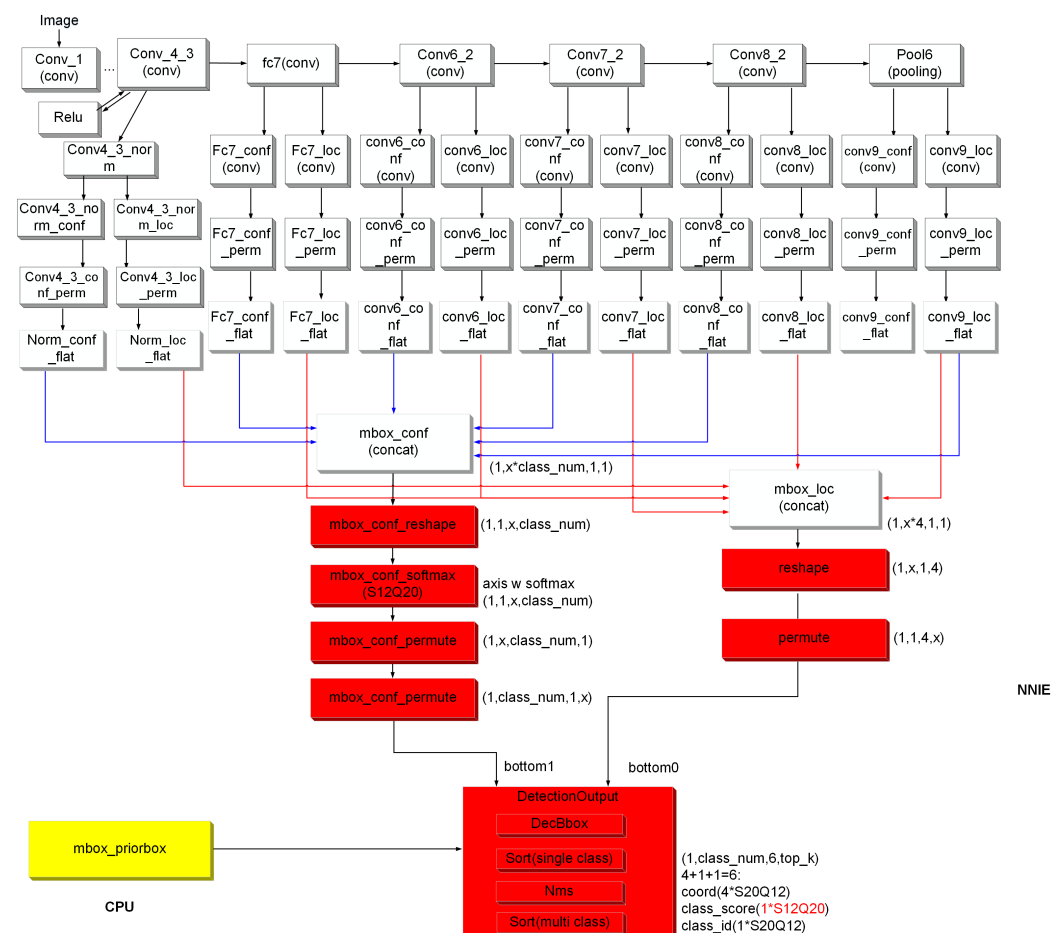 Image
Conv_1
(conv)
...
Conv_4_3
(conv)
fc7(conv)
Conv6_2
(conv)
Conv7_2
(conv)
Conv8_2
(conv)
Pool6
(pooling)
Relu
Conv4_3_nor
m
Fc7_conf
(conv)
Fc7_loc
(conv)
conv6_co
nf
(conv)
conv6_loc
(conv)
conv7_co
nf
(conv)
conv7_loc
(conv)
conv8_co
nf
(conv)
conv8_loc
(conv)
conv9_conf
(conv)
conv9_loc
(conv)
Conv4_3_no
rm_conf
Conv4_3_nor
m_loc
Fc7_conf
_perm
Fc7_loc
_perm
conv6_co
nf
_perm
conv6_loc
_perm
conv7_co
nf
_perm
conv7_loc
_perm
conv8_co
nf
_perm
conv8_loc
_perm
conv9_conf
_perm
conv9_loc
_perm
Conv4_3_co
nf_perm
Conv4_3_loc
_perm
Norm_conf
_flat
Norm_loc
_flat
Fc7_conf
_flat
Fc7_loc
_flat
conv6_co
nf
_flat
conv6_loc
_flat
conv7_co
nf
_flat
conv7_loc
_flat
conv8_co
nf
_flat
conv8_loc
_flat
conv9_conf
_flat
conv9_loc
_flat
mbox_conf
(concat)
(1,x*class_num,1,1)
mbox_loc
(concat)
(1,x*4,1,1)
mbox_conf_reshape
(1,1,x,class_num)
reshape
(1,x,1,4)
mbox_conf_softmax
(S12Q20)
axis w softmax
(1,1,x,class_num)
mbox_conf_permute
(1,x,class_num,1)
permute
(1,1,4,x)
mbox_conf_permute
(1,class_num,1,x)
NNIE
bottom1
bottom0
DetectionOutput
DecBbox
mbox_priorbox
Sort(single class)
Nms
Sort(multi class)
(1,class_num,6,top_k)
4+1+1=6:
coord(4*S20Q12)
class_score(1*S12Q20)
class_id(1*S20Q12)
CPU